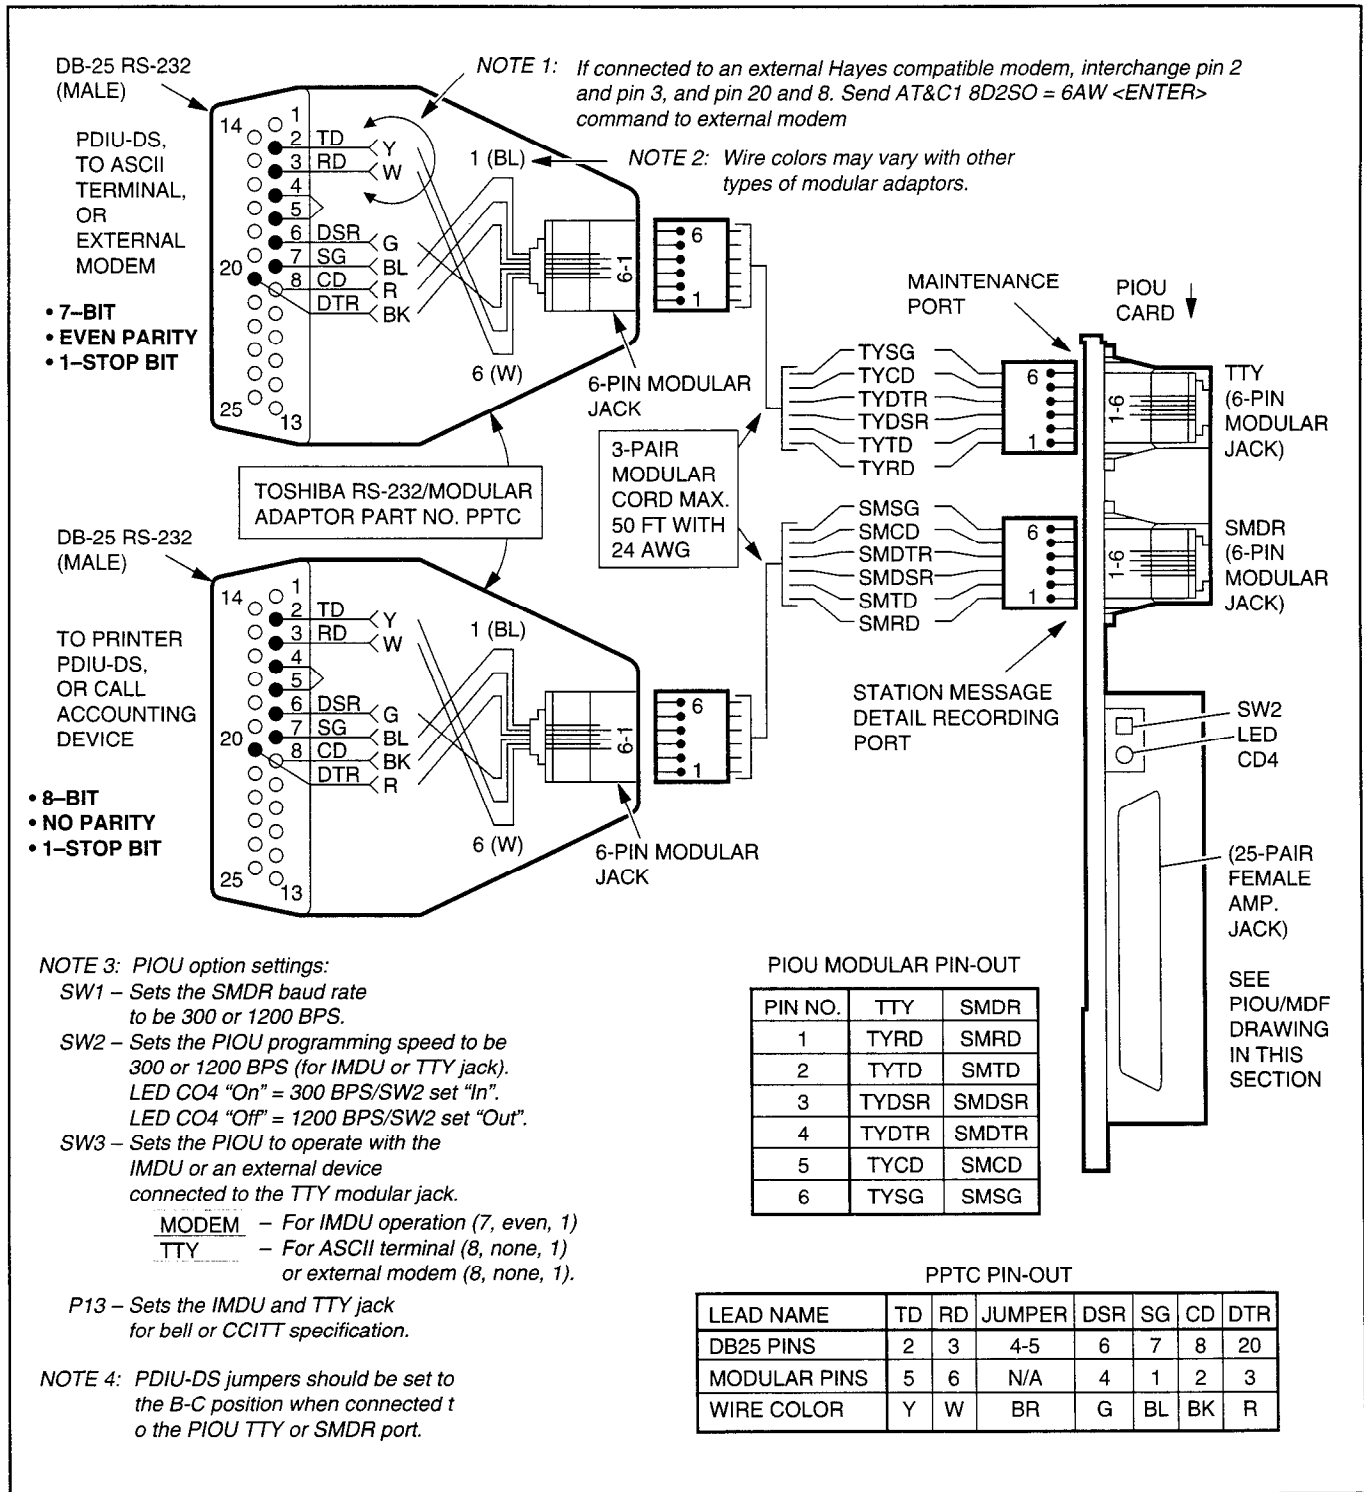 DB-25 RS-232
(MALE)
NOTE 1: If connected to an external Hayes compatible modem, interchange pin 2
and pin 3, and pin 20 and 8. Send AT&C1 8D2SO = 6AW <ENTER>
command to external modem
PDIU-DS,
TO ASCII
TERMINAL,
OR
EXTERNAL
MODEM
• 7–BIT
• EVEN PARITY
• 1–STOP BIT
14
1
2 TD Y
3 RD W
4
5
6 DSR G
7 SG BL
20
8 CD R
DTR BK
25
13
1 (BL)
NOTE 2: Wire colors may vary with other
types of modular adaptors.
6 (W)
6-1
6-PIN MODULAR
JACK
6
1
MAINTENANCE
PORT
PIOU
CARD
TYSG
TYCD
TYDTR
TYDSR
TYTD
TYRD
6
1
1-6
TTY
(6-PIN
MODULAR
JACK)
3-PAIR
MODULAR
CORD MAX.
50 FT WITH
24 AWG
TOSHIBA RS-232/MODULAR
ADAPTOR PART NO. PPTC
SMSG
SMCD
SMDTR
SMDSR
SMTD
SMRD
6
1
1-6
SMDR
(6-PIN
MODULAR
JACK)
DB-25 RS-232
(MALE)
TO PRINTER
PDIU-DS,
OR CALL
ACCOUNTING
DEVICE
• 8–BIT
• NO PARITY
• 1–STOP BIT
14
1
2 TD Y
3 RD W
4
5
6 DSR G
7 SG BL
20
8 CD BK
DTR R
25
13
1 (BL)
6 (W)
6-1
6-PIN MODULAR
JACK
6
1
STATION MESSAGE
DETAIL RECORDING
PORT
SW2
LED
CD4
(25-PAIR
FEMALE
AMP.
JACK)
SEE
PIOU/MDF
DRAWING
IN THIS
SECTION
NOTE 3: PIOU option settings:
SW1 – Sets the SMDR baud rate
to be 300 or 1200 BPS.
SW2 – Sets the PIOU programming speed to be
300 or 1200 BPS (for IMDU or TTY jack).
LED CO4 “On” = 300 BPS/SW2 set “In”.
LED CO4 “Off” = 1200 BPS/SW2 set “Out”.
SW3 – Sets the PIOU to operate with the
IMDU or an external device
connected to the TTY modular jack.
MODEM – For IMDU operation (7, even, 1)
TTY – For ASCII terminal (8, none, 1)
or external modem (8, none, 1).
P13 – Sets the IMDU and TTY jack
for bell or CCITT specification.
NOTE 4: PDIU-DS jumpers should be set to
the B-C position when connected t
o the PIOU TTY or SMDR port.
PIOU MODULAR PIN-OUT
PIN NO. TTY SMDR
1 TYRD SMRD
2 TYTD SMTD
3 TYDSR SMDSR
4 TYDTR SMDTR
5 TYCD SMCD
6 TYSG SMSG
PPTC PIN-OUT
LEAD NAME TD RD JUMPER DSR SG CD DTR
DB25 PINS 2 3 4-5 6 7 8 20
MODULAR PINS 5 6 N/A 4 1 2 3
WIRE COLOR Y W BR G BL BK R